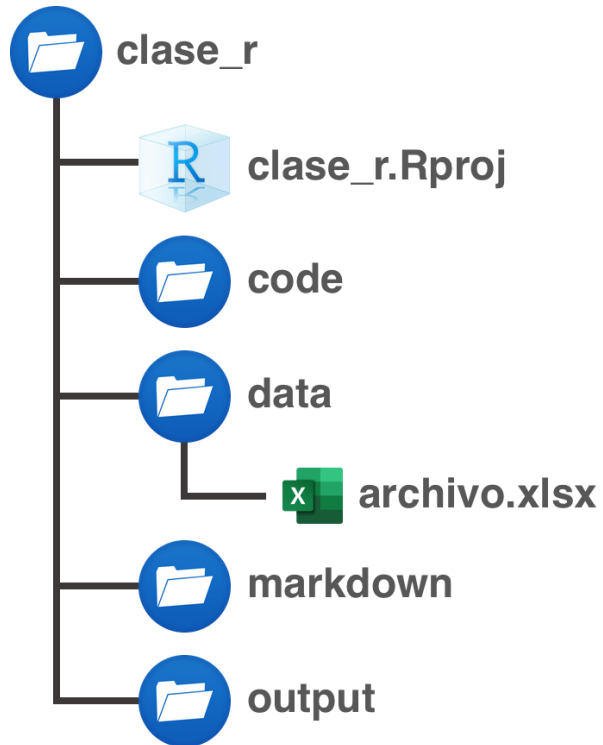 clase_r
R
clase_r.Rproj
code
data
X
archivo.xlsx
markdown
output